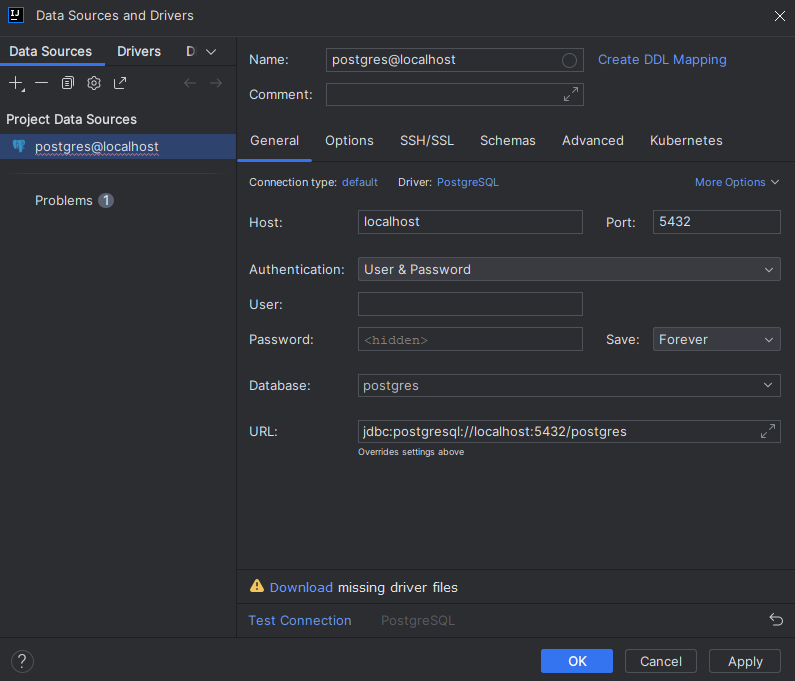 IJ Data Sources and Drivers
Data Sources Drivers D
Project Data Sources
postgres@localhost
Problems 1
Name: postgres@localhost Create DDL Mapping
Comment:
General Options SSH/SSL Schemas Advanced Kubernetes
Connection type: default Driver: PostgreSQL More Options
Host: localhost Port: 5432
Authentication: User & Password
User:
Password: <hidden> Save: Forever
Database: postgres
URL: jdbc:postgresql://localhost:5432/postgres
Overrides settings above
Download missing driver files
Test Connection PostgreSQL
? OK Cancel Apply